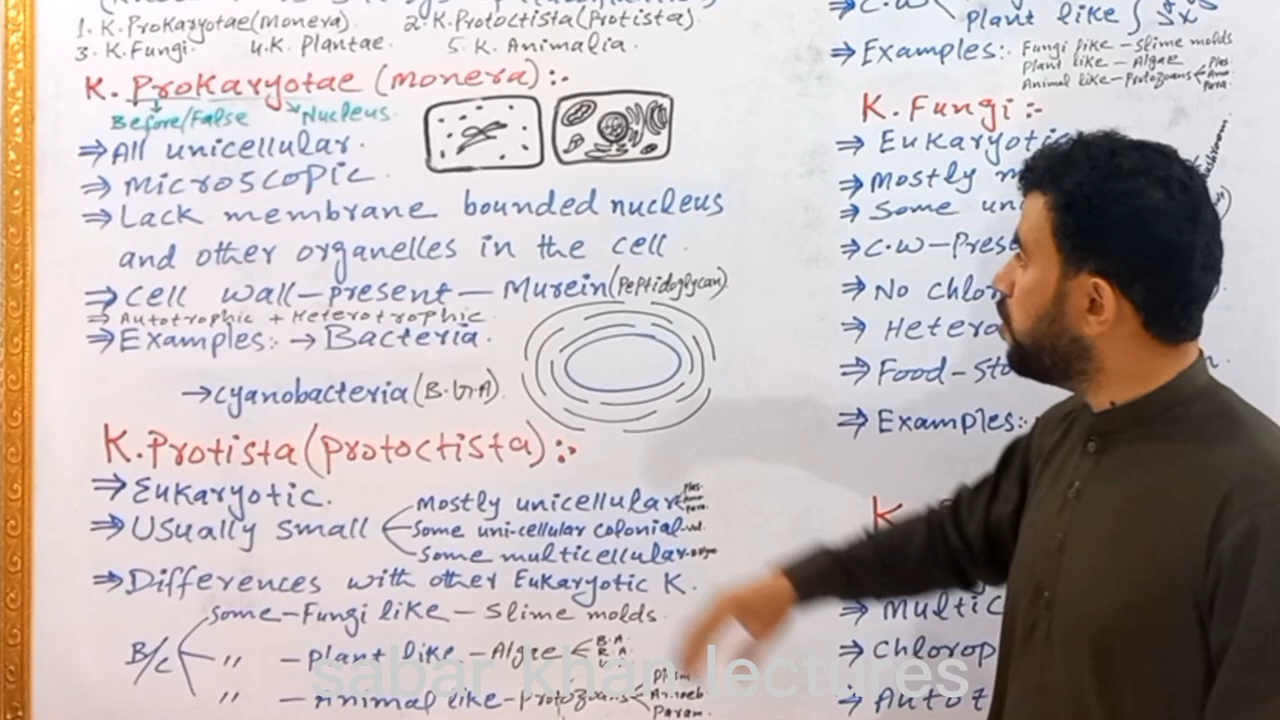 1. K. Prokaryotae (Monera). 2. K. Protoctista (Protista).
3. K. Fungi. 4. K. Plantae. 5. K. Animalia.
K. Prokaryotae (Monera):-
Before/False Nucleus.
⇒ All unicellular.
⇒ Microscopic.
⇒ Lack membrane bounded nucleus
and other organelles in the cell.
⇒ Cell wall-present-Murein (Peptidoglycan).
⇒ Autotrophic + Heterotrophic.
⇒ Examples: → Bacteria.
→ cyanobacteria (B.G.A).
K. Protista (protoctista):-
⇒ Eukaryotic.
⇒ Usually small
Mostly unicellular
Some uni-cellular colonial-vol.
Some multicellular-algae
⇒ Differences with other Eukaryotic K.
B/c
Some-Fungi like-Slime molds.
" -Plant like-Algae
B.A
R.A
" -Animal like-protozoans
Param.
⇒ C.W
Plant like
⇒ Examples:- Fungi like-Slime molds
Plant like-Algae
Animal like-Protozoans
K. Fungi:-
⇒ Eukaryotic
⇒ Mostly
⇒ Some
⇒ C.W-Pres
⇒ No chlor
⇒ Hetero
⇒ Food-Sto
⇒ Examples:-
K.
⇒ Multic
⇒ Chlorop
⇒ Autot
sabar khan lectures